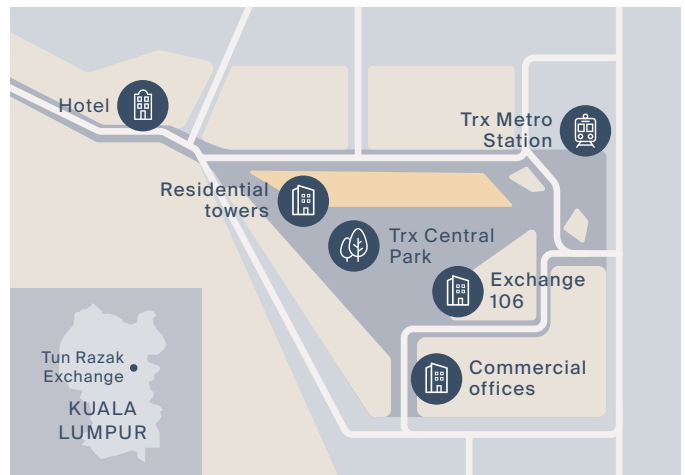 Hotel
Trx Metro
Station
Residential
towers
Trx Central
Park
Exchange
106
Commercial
offices
Tun Razak
Exchange
KUALA
LUMPUR